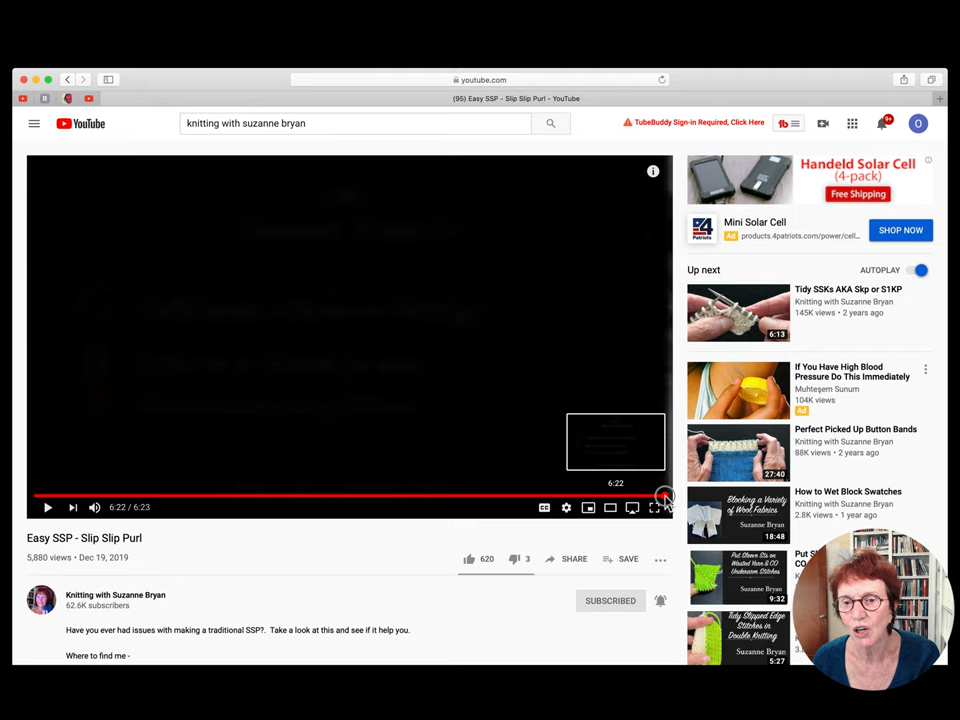 youtube.com
(95) Easy SSP - Slip Slip Purl - YouTube
YouTube
knitting with suzanne bryan
TubeBuddy Sign-in Required, Click Here
tb
9+
O
Handeld Solar Cell
(4-pack)
Free Shipping
4
PATRIOTS
Mini Solar Cell
Ad products.4patriots.com/power/cell...
SHOP NOW
Up next
AUTOPLAY
Tidy SSKs AKA Skp or S1KP
Knitting with Suzanne Bryan
145K views • 2 years ago
6:13
If You Have High Blood
Pressure Do This Immediately
Muhteşem Sunum
104K views
Ad
Perfect Picked Up Button Bands
Knitting with Suzanne Bryan
88K views • 2 years ago
27:40
How to Wet Block Swatches
Knitting with Suzanne Bryan
2.8K views • 1 year ago
Blocking a Variety
of Wool Fabrics
Suzanne Bryan
18:48
Put Sleeve Sts on
Wasted Yarn & CO
Underarm Stitches
Suzanne Bryan
9:32
Tidy Slipped Edge
Stitches in
Double Knitting
Suzanne Bryan
5:27
6:22
6:22 / 6:23
CC
Easy SSP - Slip Slip Purl
5,880 views • Dec 19, 2019
620
3
SHARE
SAVE
Knitting with Suzanne Bryan
62.6K subscribers
SUBSCRIBED
Have you ever had issues with making a traditional SSP?. Take a look at this and see if it help you.
Where to find me -